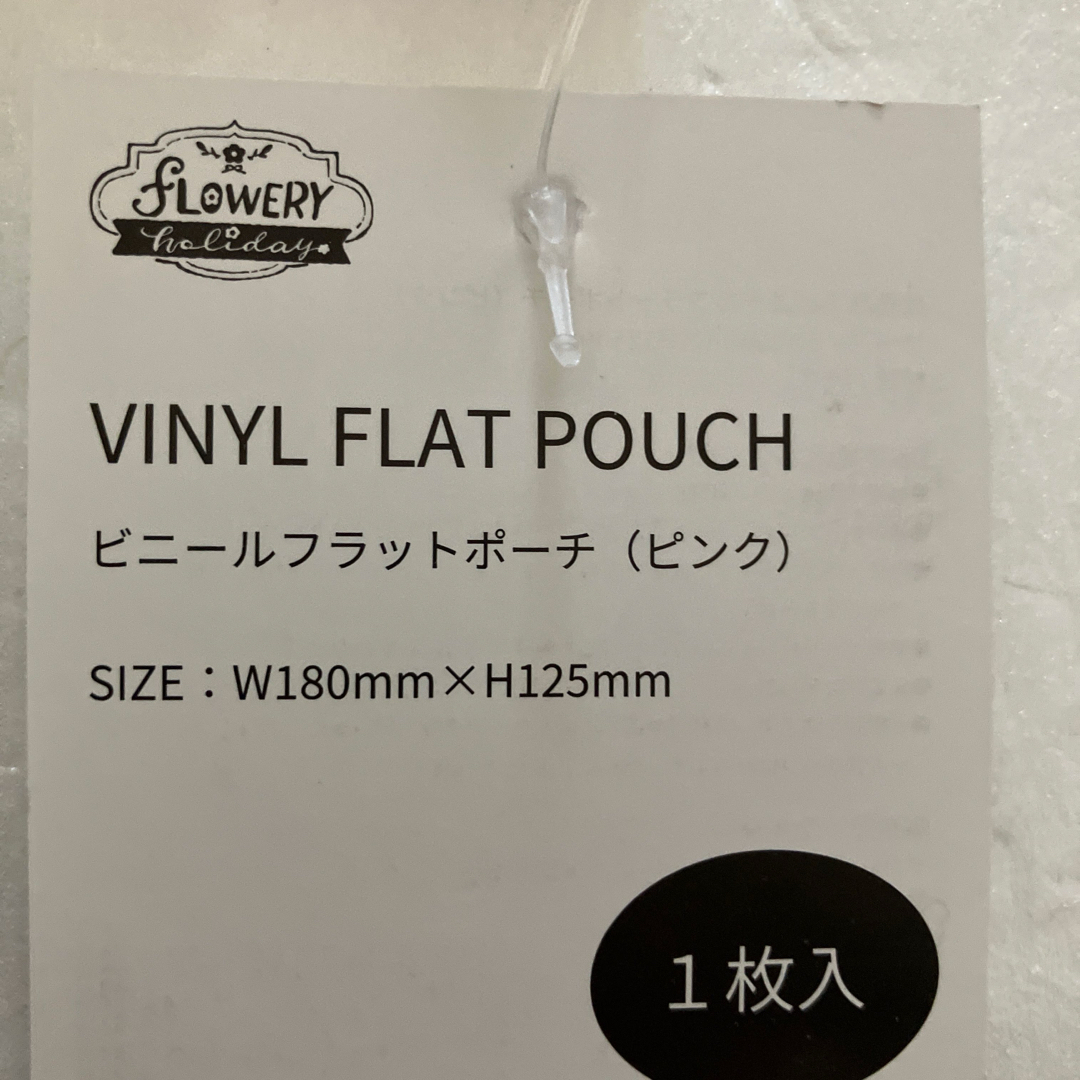 FLOWERY
holiday
VINYL FLAT POUCH
ビニールフラットポーチ（ピンク）
SIZE：W180mm×H125mm
１枚入